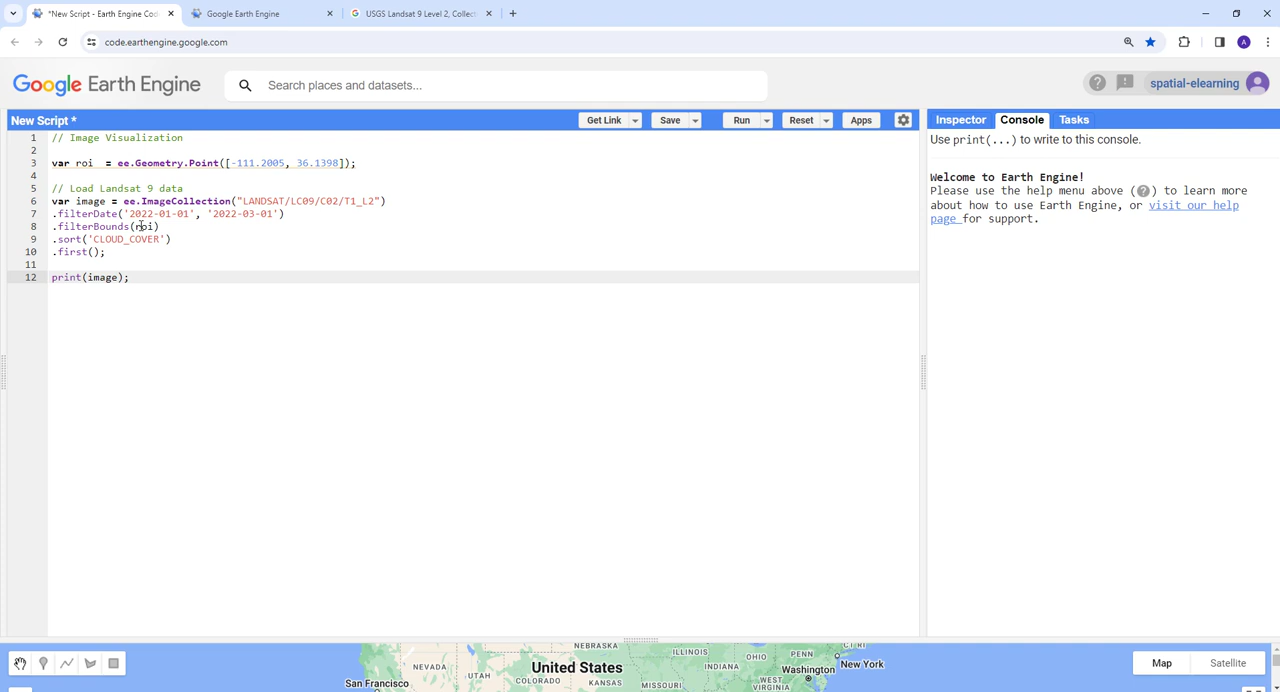 *New Script - Earth Engine Cod
Google Earth Engine
USGS Landsat 9 Level 2, Collect
code.earthengine.google.com
A
Google Earth Engine
Search places and datasets...
spatial-elearning
New Script *
Get Link
Save
Run
Reset
Apps
Inspector
Console
Tasks
1 // Image Visualization
2
3 var roi  = ee.Geometry.Point([-111.2005, 36.1398]);
4
5 // Load Landsat 9 data
6 var image = ee.ImageCollection("LANDSAT/LC09/C02/T1_L2")
7 .filterDate('2022-01-01', '2022-03-01')
8 .filterBounds(roi)
9 .sort('CLOUD_COVER')
10 .first();
11
12 print(image);
Use print(...) to write to this console.
Welcome to Earth Engine!
Please use the help menu above (?) to learn more
about how to use Earth Engine, or visit our help
page for support.
NEBRASKA
ILLINOIS
OHIO
PENN
New York
NEVADA
UTAH
United States
INDIANA
Washington
COLORADO
KANSAS
MISSOURI
WEST
VIRGINIA
San Francisco
Map
Satellite